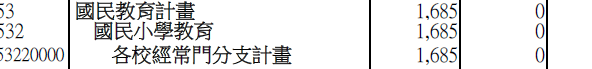 53 國民教育計畫 1,685 0
532 國民小學教育 1,685 0
53220000 各校經常門分支計畫 1,685 0